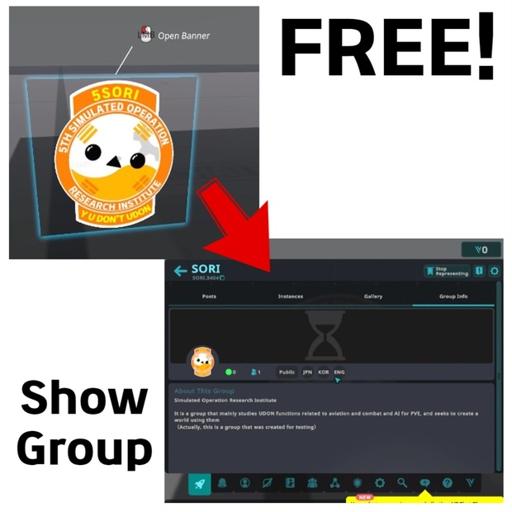 Open Banner
FREE!
5SORI
5TH SIMULATED OPERATION
RESEARCH INSTITUTE
Y U DON'T UDON
0
SORI
SORI.5404
Stop
Representing
Posts
Instances
Gallery
Group Info
1
Public
JPN
KOR
ENG
About This Group
Simulated Operation Research Institute
It is a group that mainly studies UDON functions related to aviation and combat and AI for PVE, and seeks to create a
world using them
(Actually, this is a group that was created for testing)
NEW
Show
Group